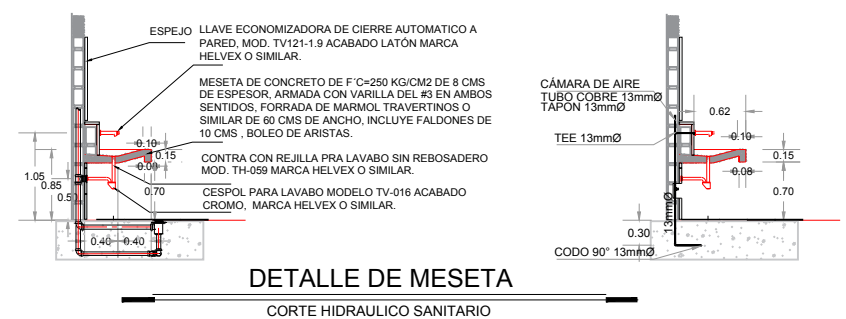 ESPEJO
LLAVE ECONOMIZADORA DE CIERRE AUTOMATICO A
PARED, MOD. TV121-1.9 ACABADO LATÓN MARCA
HELVEX O SIMILAR.
MESETA DE CONCRETO DE F´C=250 KG/CM2 DE 8 CMS
DE ESPESOR, ARMADA CON VARILLA DEL #3 EN AMBOS
SENTIDOS, FORRADA DE MARMOL TRAVERTINOS O
SIMILAR DE 60 CMS DE ANCHO, INCLUYE FALDONES DE
10 CMS , BOLEO DE ARISTAS.
CONTRA CON REJILLA PRA LAVABO SIN REBOSADERO
MOD. TH-059 MARCA HELVEX O SIMILAR.
CESPOL PARA LAVABO MODELO TV-016 ACABADO
CROMO, MARCA HELVEX O SIMILAR.
0.10
0.15
0.70
1.05
0.85
0.5
0.40
0.40
CÁMARA DE AIRE
TUBO COBRE 13mmØ
TAPON 13mmØ
TEE 13mmØ
0.62
0.10
0.15
0.08
0.70
0.30
13mmØ
CODO 90° 13mmØ
DETALLE DE MESETA
CORTE HIDRAULICO SANITARIO